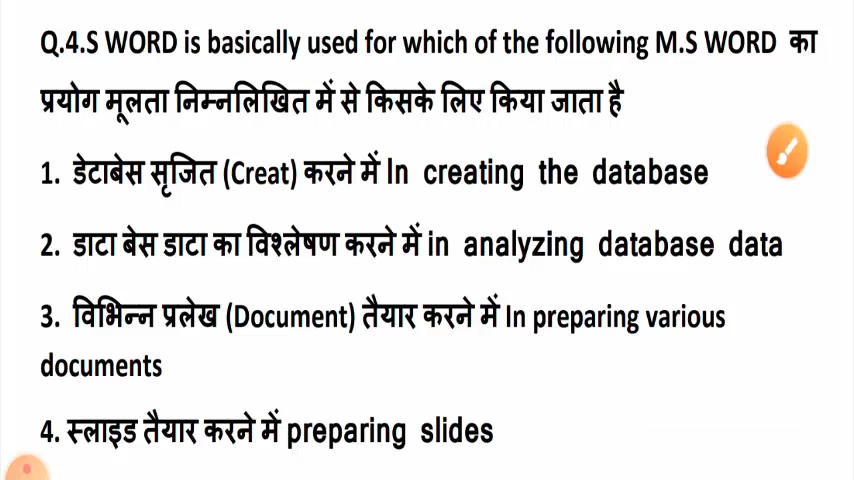 Q.4.S WORD is basically used for which of the following M.S WORD का
प्रयोग मूलता निम्नलिखित में से किसके लिए किया जाता है
1. डेटाबेस सृजित (Creat) करने में In creating the database
2. डाटा बेस डाटा का विश्लेषण करने में in analyzing database data
3. विभिन्न प्रलेख (Document) तैयार करने में In preparing various
documents
4. स्लाइड तैयार करने में preparing slides